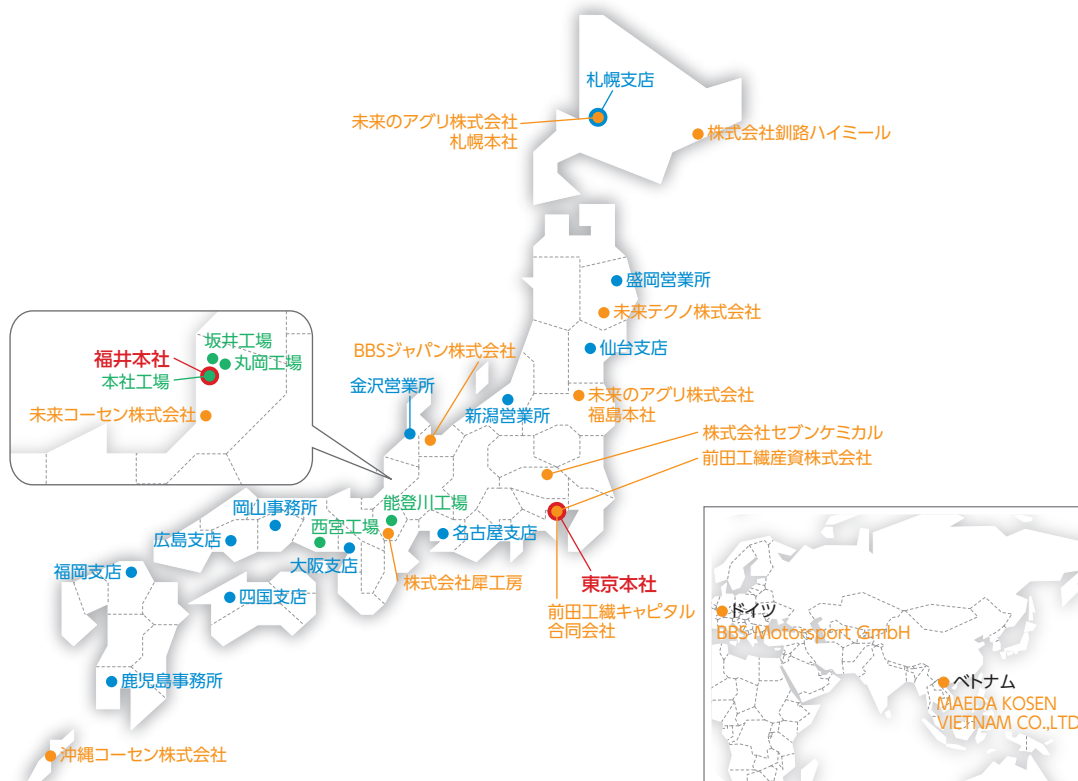 札幌支店
未来のアグリ株式会社
札幌本社
株式会社釧路ハイミール
盛岡営業所
未来テクノ株式会社
仙台支店
BBSジャパン株式会社
金沢営業所
新潟営業所
未来のアグリ株式会社
福島本社
株式会社セブンケミカル
前田工繊産資株式会社
坂井工場
福井本社
丸岡工場
本社工場
未来コーセン株式会社
岡山事務所
能登川工場
西宮工場
広島支店
名古屋支店
大阪支店
福岡支店
株式会社犀工房
東京本社
四国支店
前田工繊キャピタル
合同会社
鹿児島事務所
沖縄コーセン株式会社
ドイツ
BBS Motorsport GmbH
ベトナム
MAEDA KOSEN
VIETNAM CO.,LTD